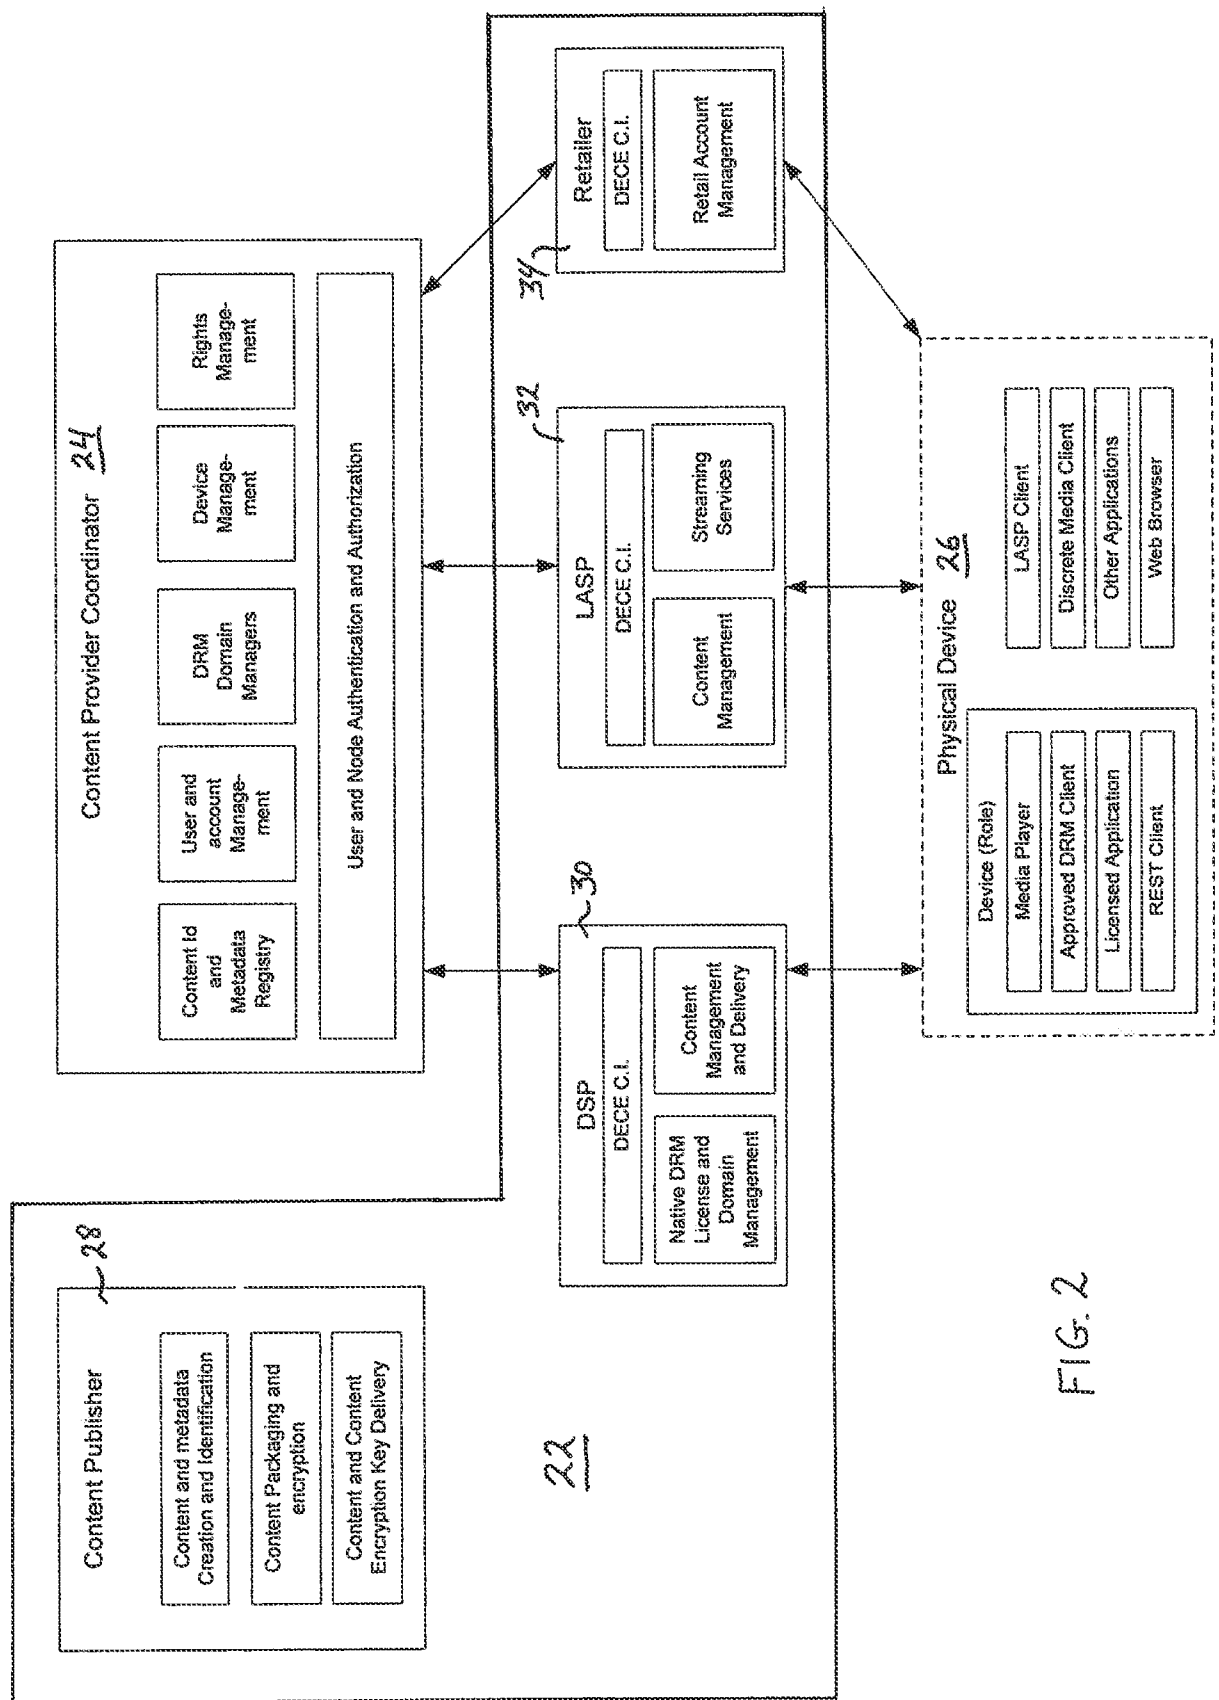 Content Publisher
28
Content and metadata
Creation and Identification
Content Packaging and
encryption
Content and Content
Encryption Key Delivery
22
Content Provider Coordinator
24
Content Id
and
Metadata
Registry
User and
account
Manage-
ment
DRM
Domain
Managers
Device
Manage-
ment
Rights
Manage-
ment
User and Node Authentication and Authorization
DSP
30
DECE C.I.
Native DRM
License and
Domain
Management
Content
Management
and Delivery
LASP
32
DECE C.I.
Content
Management
Streaming
Services
Retailer
34
DECE C.I.
Retail Account
Management
Physical Device
26
Device (Role)
Media Player
Approved DRM Client
Licensed Application
REST Client
LASP Client
Discrete Media Client
Other Applications
Web Browser
FIG. 2